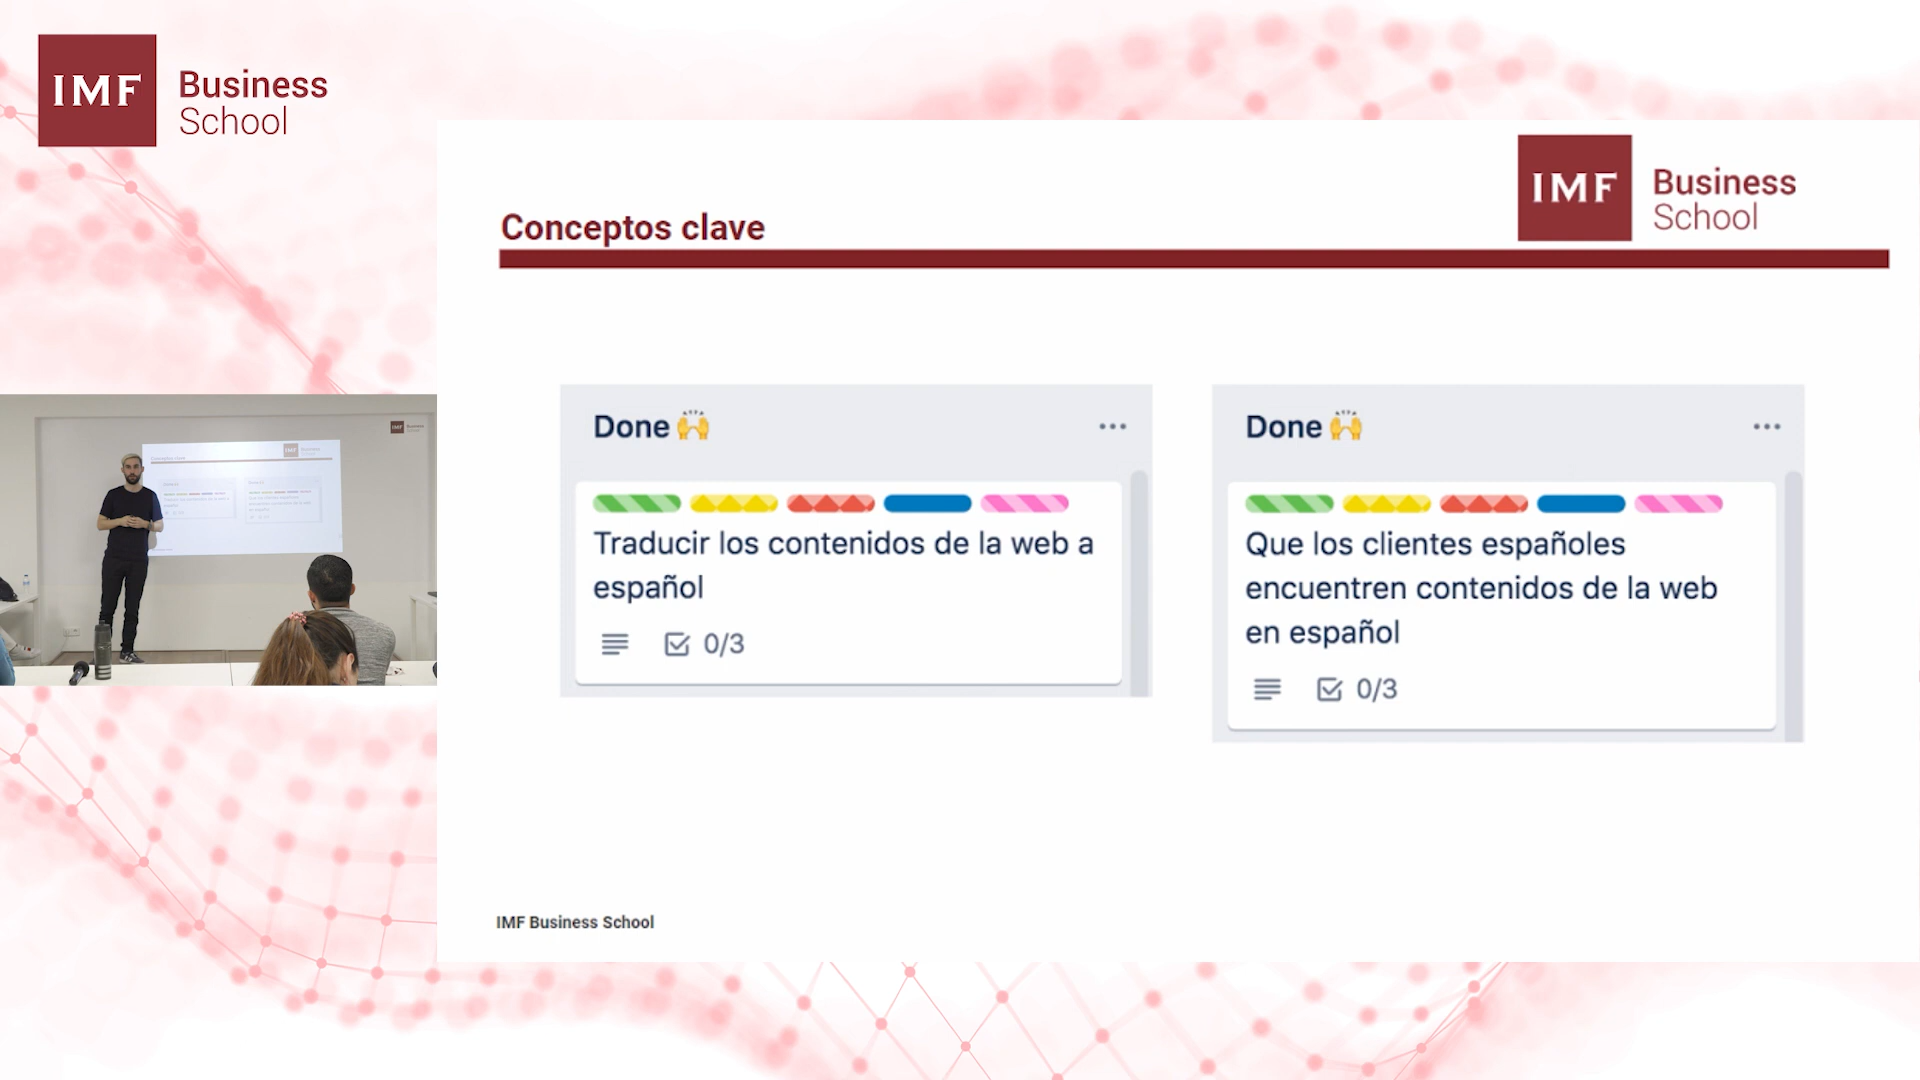 IMF Business
School
IMF Business
School
Conceptos clave
Done 🙌
Traducir los contenidos de la web a
español
0/3
Done 🙌
Que los clientes españoles
encuentren contenidos de la web
en español
0/3
IMF Business School